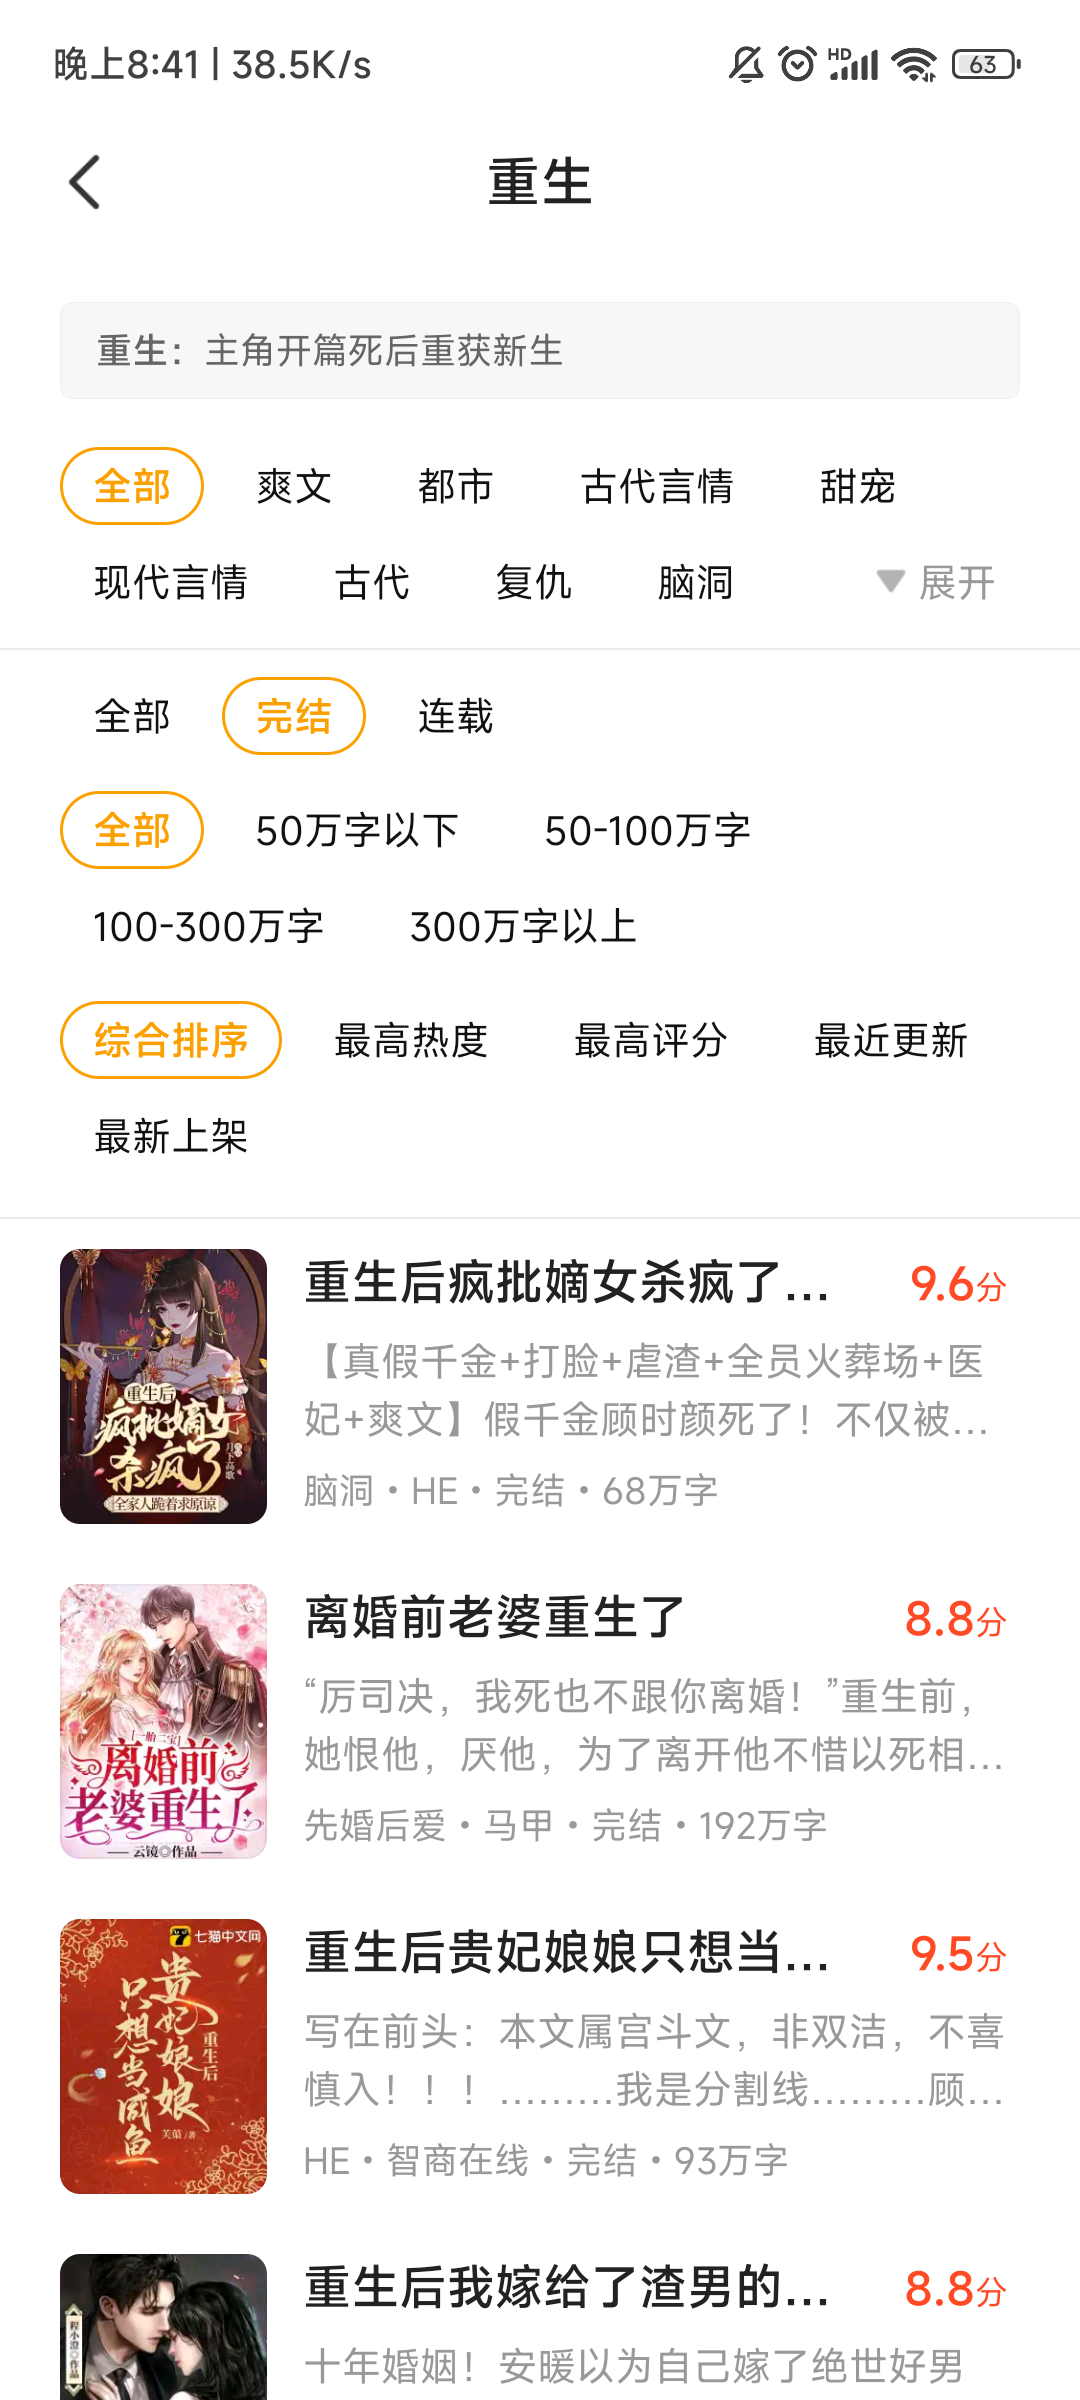 晚上8:41 | 38.5K/s
HD
63
重生
重生：主角开篇死后重获新生
全部 爽文 都市 古代言情 甜宠
现代言情 古代 复仇 脑洞 展开
全部 完结 连载
全部 50万字以下 50-100万字
100-300万字 300万字以上
综合排序 最高热度 最高评分 最近更新
最新上架
重生后
疯批嫡女
杀疯了
月下高歌
全家人跪着求原谅
重生后疯批嫡女杀疯了... 9.6分
【真假千金+打脸+虐渣+全员火葬场+医
妃+爽文】假千金顾时颜死了！不仅被...
脑洞·HE·完结·68万字
[一胎二宝]
离婚前
老婆重生了
云镜◎作品
离婚前老婆重生了 8.8分
“厉司决，我死也不跟你离婚！”重生前，
她恨他，厌他，为了离开他不惜以死相...
先婚后爱·马甲·完结·192万字
七猫中文网
重生后
贵妃娘娘
只想当咸鱼
重生后贵妃娘娘只想当... 9.5分
写在前头：本文属宫斗文，非双洁，不喜
慎入！！！.........我是分割线.........顾...
HE·智商在线·完结·93万字
程小澄◎作品
重生后我嫁给了渣男的... 8.8分
十年婚姻！安暖以为自己嫁了绝世好男